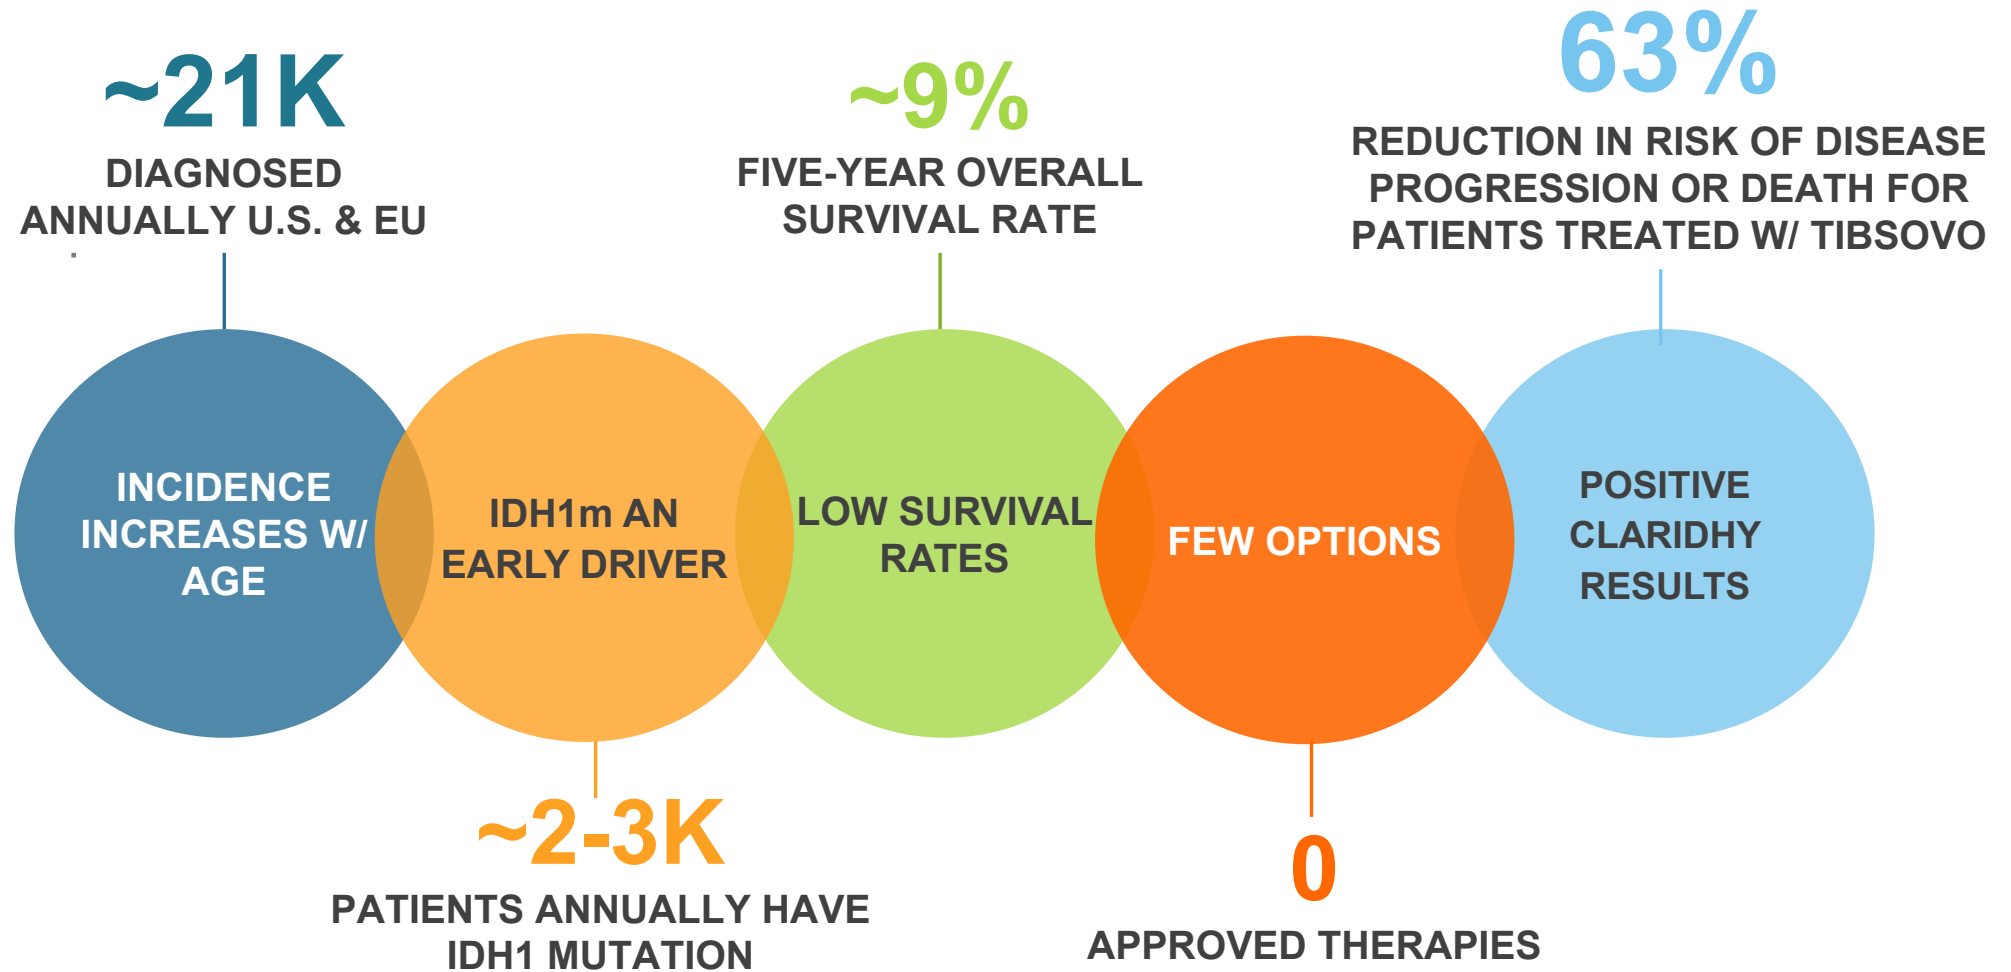 ~21K
DIAGNOSED
ANNUALLY U.S. & EU
~9%
FIVE-YEAR OVERALL
SURVIVAL RATE
63%
REDUCTION IN RISK OF DISEASE
PROGRESSION OR DEATH FOR
PATIENTS TREATED W/ TIBSOVO
INCIDENCE
INCREASES W/
AGE
IDH1m AN
EARLY DRIVER
LOW SURVIVAL
RATES
FEW OPTIONS
POSITIVE
CLARIDHY
RESULTS
~2-3K
PATIENTS ANNUALLY HAVE
IDH1 MUTATION
0
APPROVED THERAPIES